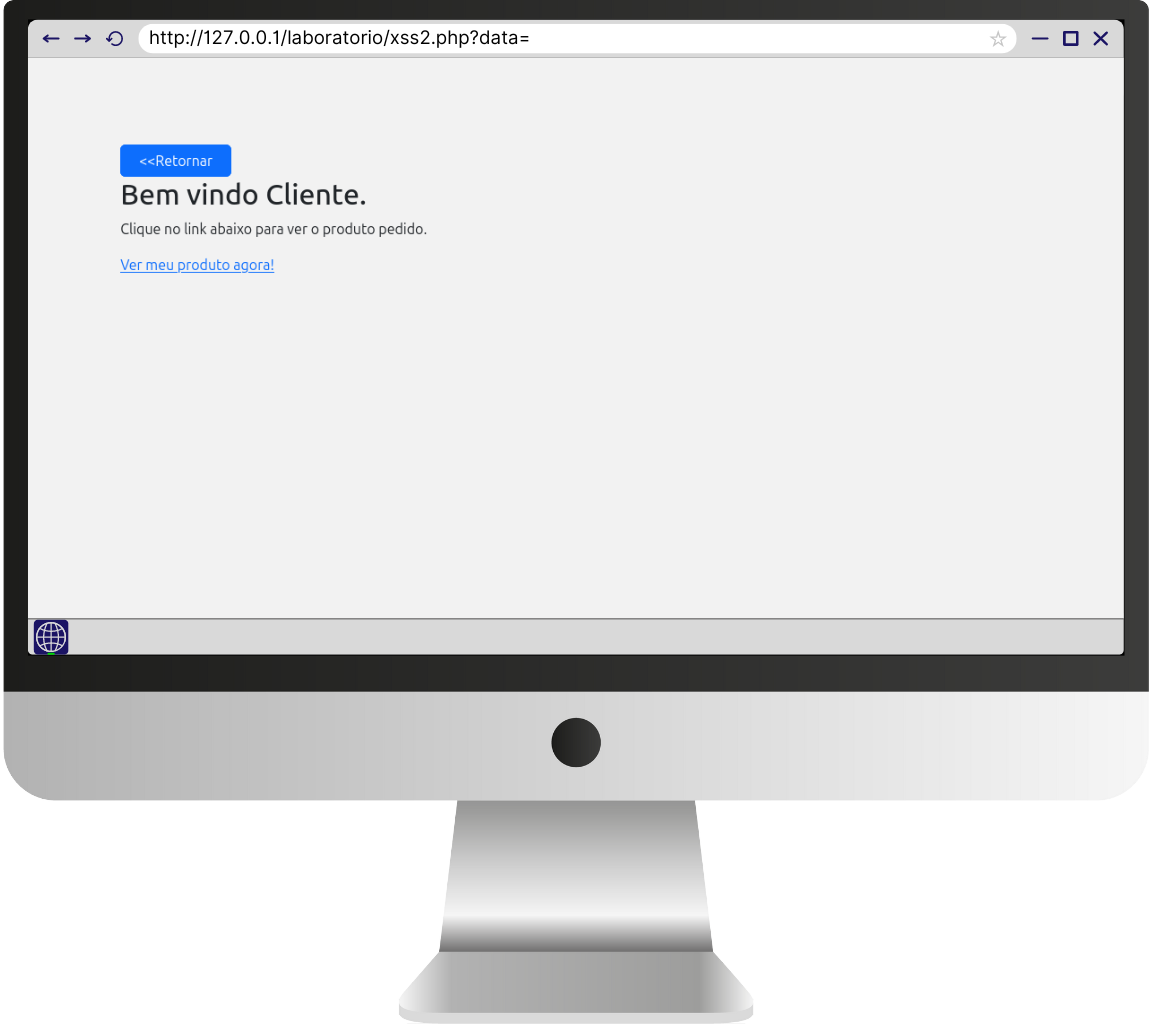 http://127.0.0.1/laboratorio/xss2.php?data=
<<Retornar
Bem vindo Cliente.
Clique no link abaixo para ver o produto pedido.
Ver meu produto agora!